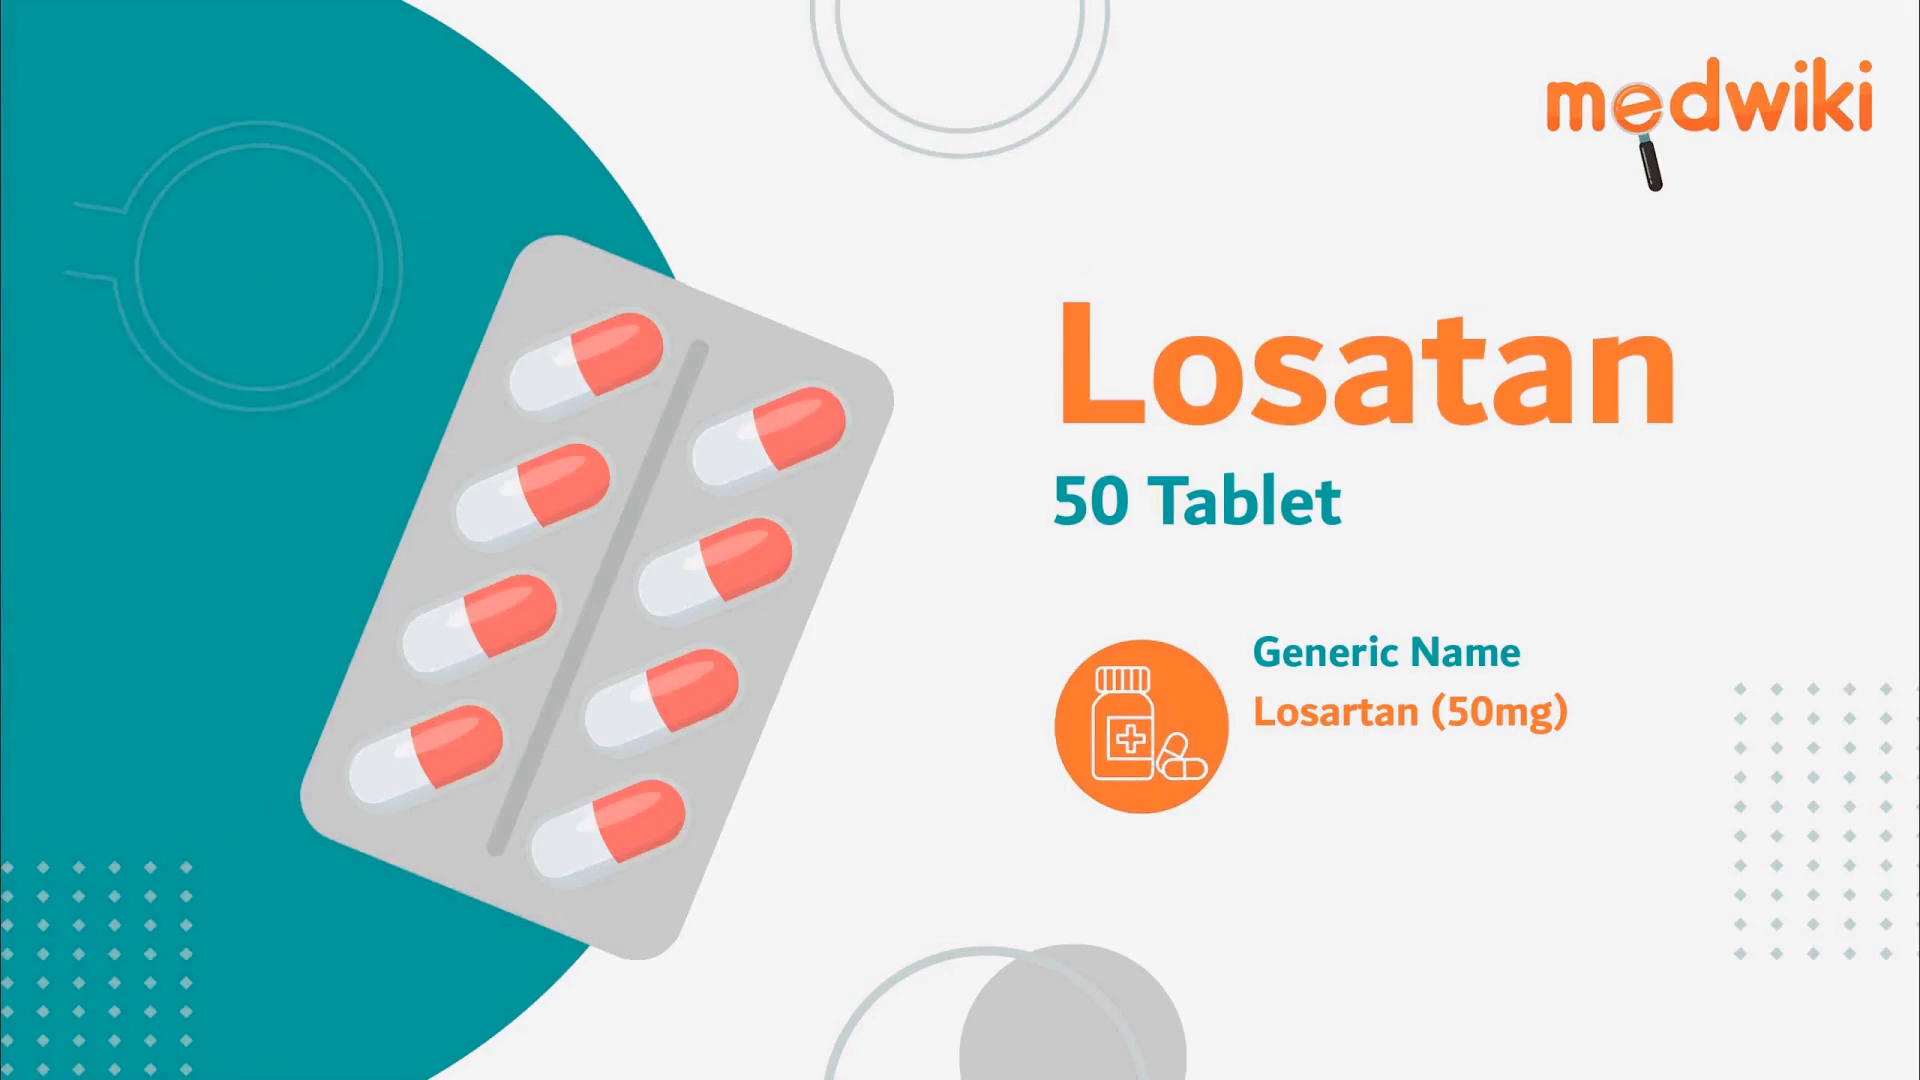 medwiki
Losatan
50 Tablet
Generic Name
Losartan (50mg)